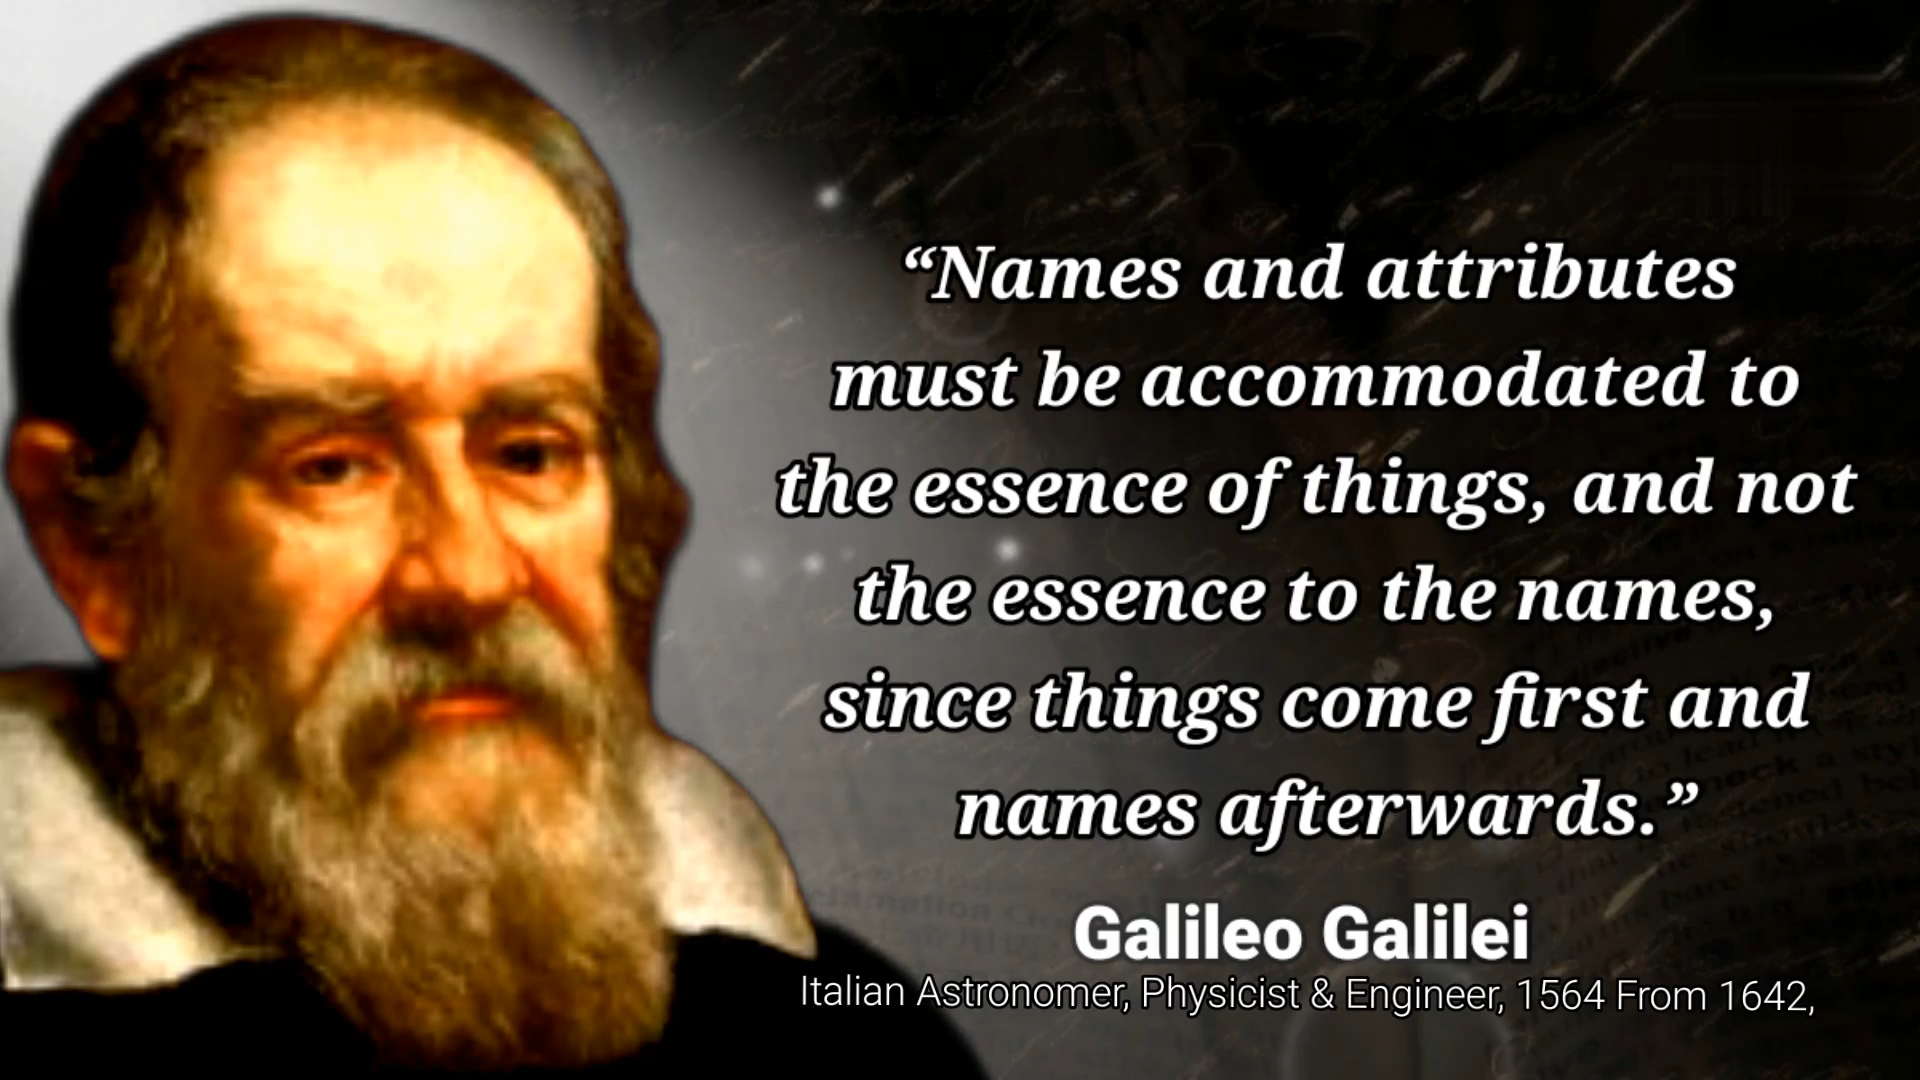 “Names and attributes
must be accommodated to
the essence of things, and not
the essence to the names,
since things come first and
names afterwards.”
Galileo Galilei
Italian Astronomer, Physicist & Engineer, 1564 From 1642,